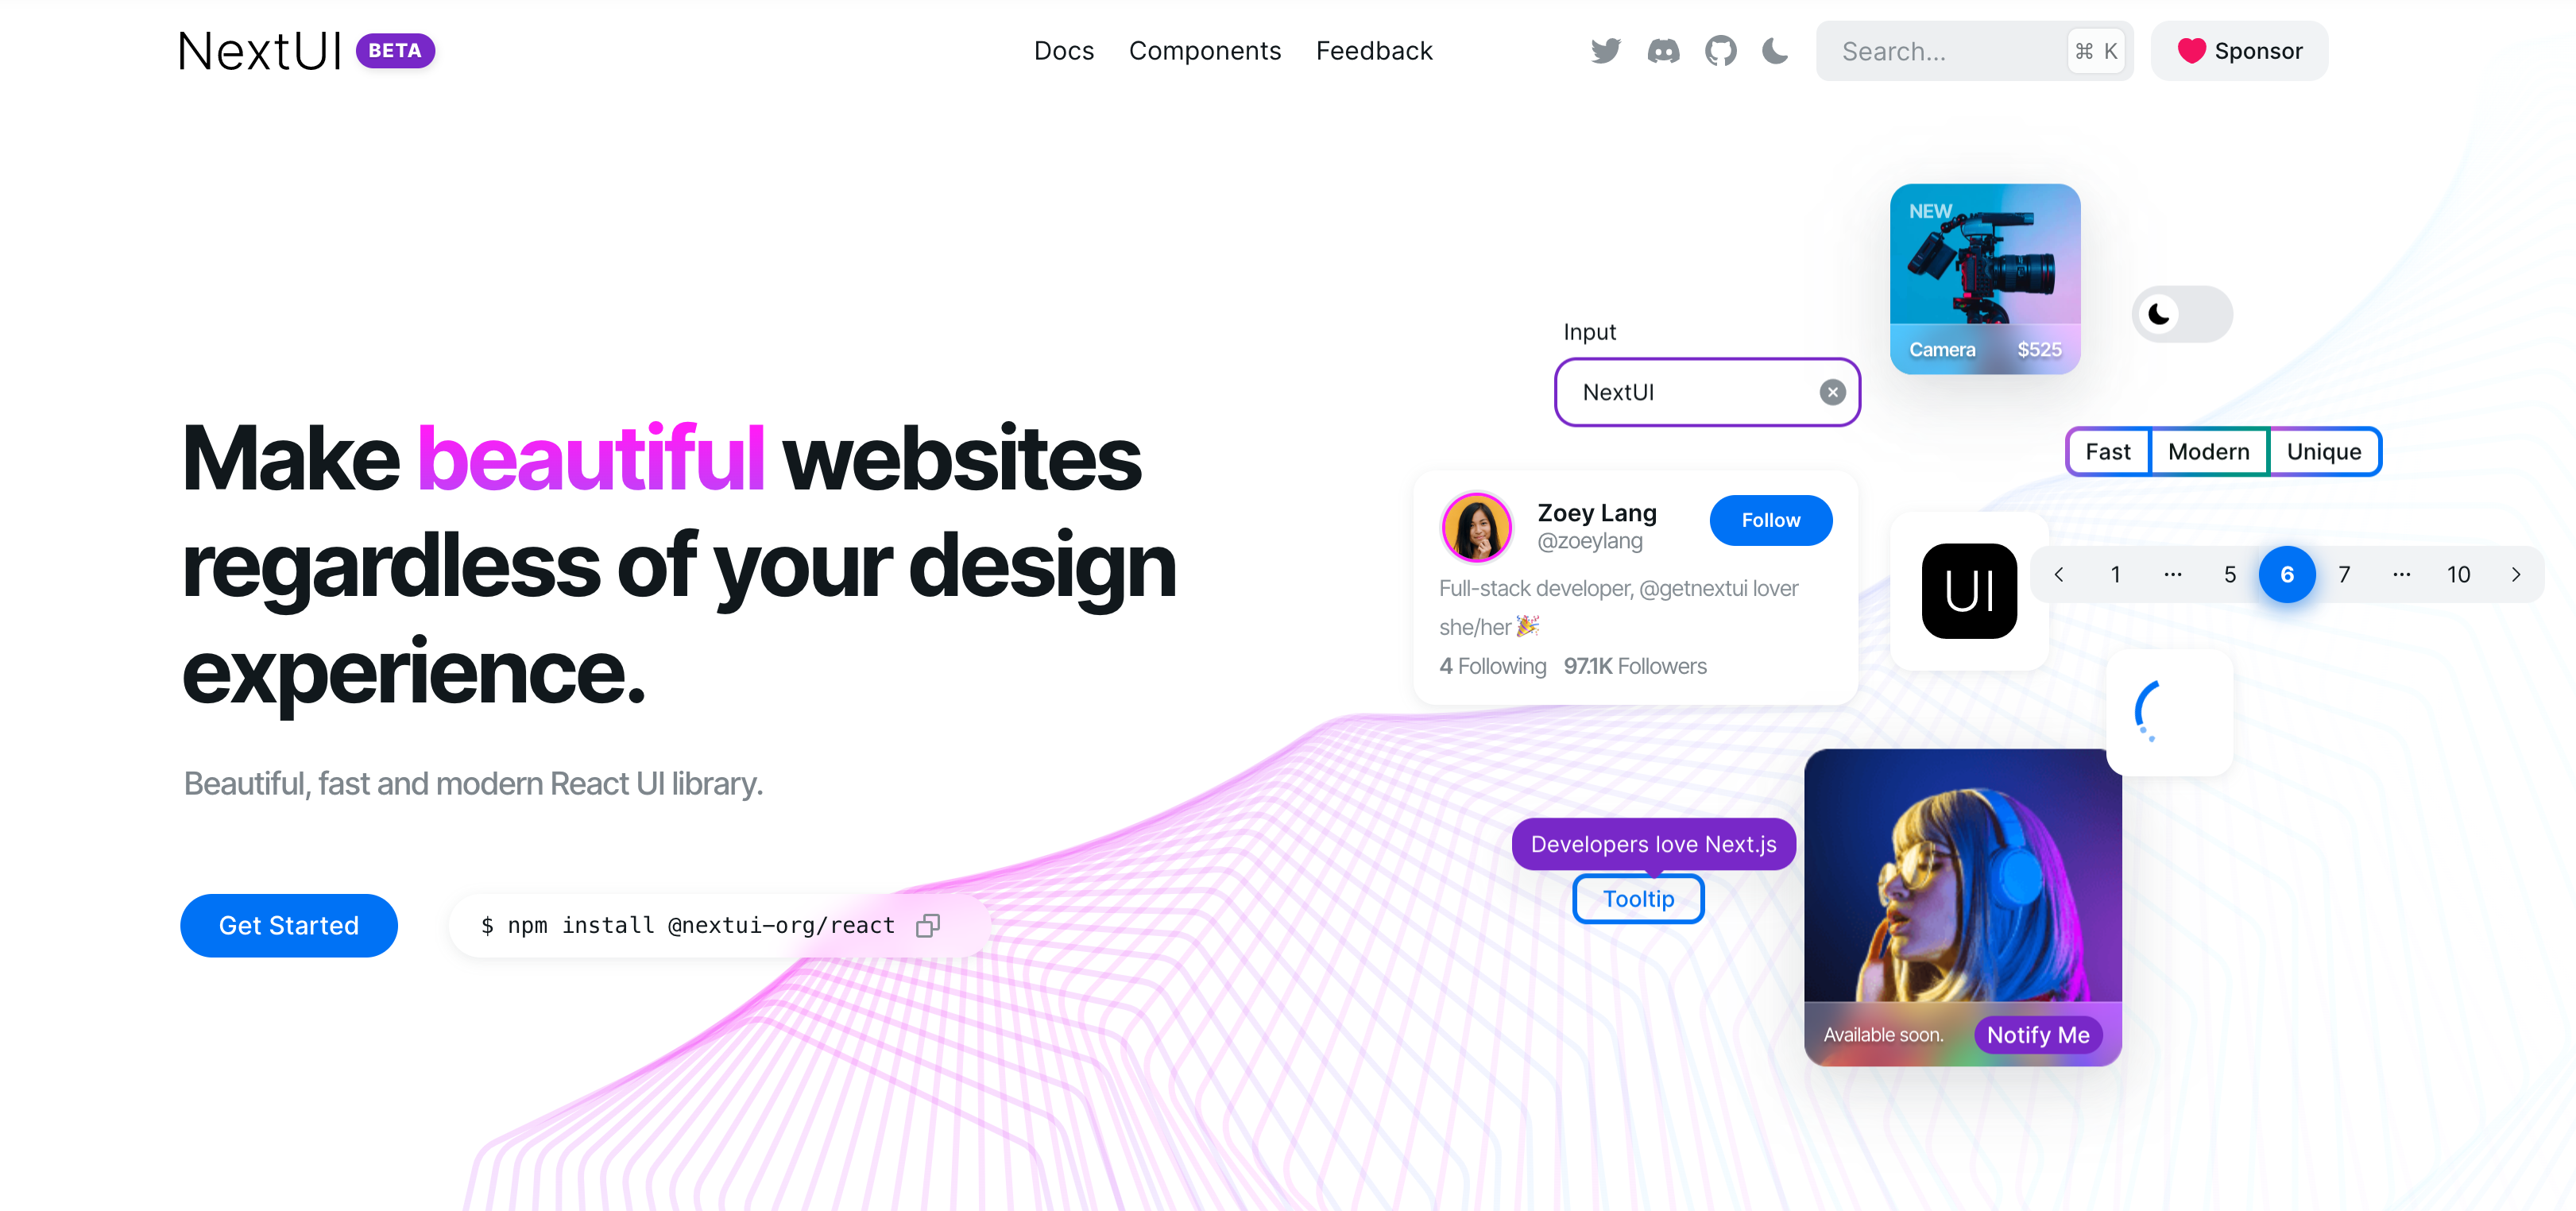 NextUI BETA
Docs Components Feedback
Search... ⌘ K
Sponsor
Make beautiful websites
regardless of your design
experience.
Beautiful, fast and modern React UI library.
Get Started
$ npm install @nextui-org/react
NEW
Camera $525
Input
NextUI
Fast Modern Unique
Zoey Lang
@zoeylang
Follow
Full-stack developer, @getnextui lover
she/her 🎉
4 Following 97.1K Followers
UI
1 ... 5 6 7 ... 10
Developers love Next.js
Tooltip
Available soon. Notify Me